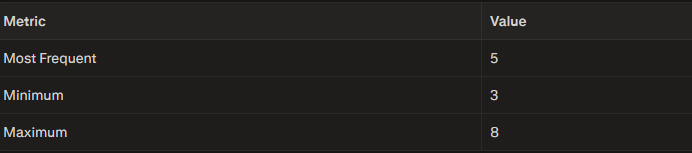 Metric Value
Most Frequent 5
Minimum 3
Maximum 8